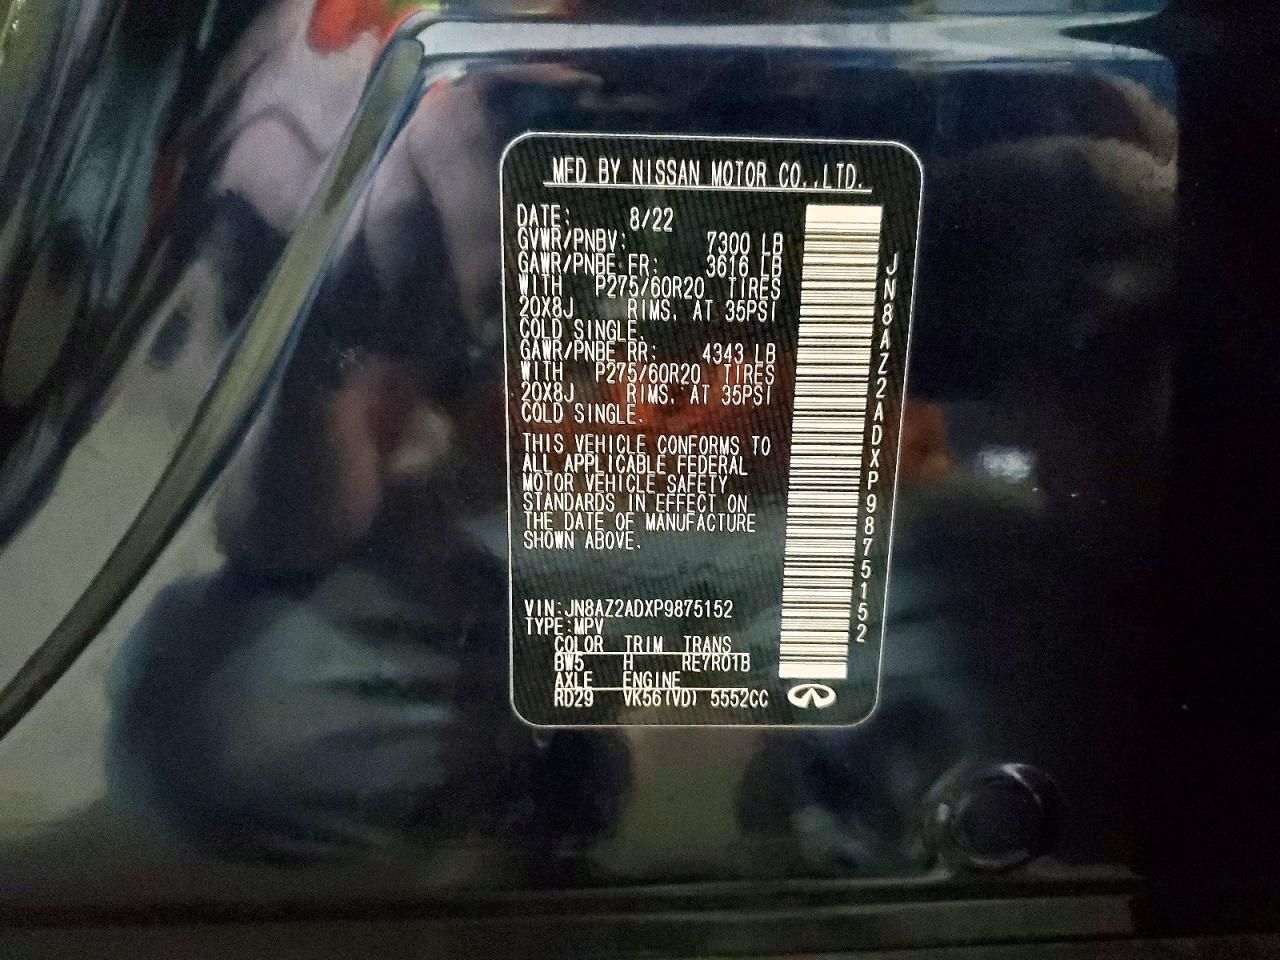 MFD BY NISSAN MOTOR CO.,LTD.
DATE: 8/22
GVWR/PNBV: 7300 LB
GAWR/PNBE FR: 3616 LB
WITH P275/60R20 TIRES
20X8J RIMS, AT 35PSI
COLD SINGLE.
GAWR/PNBE RR: 4343 LB
WITH P275/60R20 TIRES
20X8J RIMS, AT 35PSI
COLD SINGLE.
THIS VEHICLE CONFORMS TO
ALL APPLICABLE FEDERAL
MOTOR VEHICLE SAFETY
STANDARDS IN EFFECT ON
THE DATE OF MANUFACTURE
SHOWN ABOVE.
VIN:JN8AZ2ADXP9875152
TYPE:MPV
COLOR TRIM TRANS
BW5 H RE7R01B
AXLE ENGINE
RD29 VK56(VD) 5552CC
JN8AZ2ADXP9875152